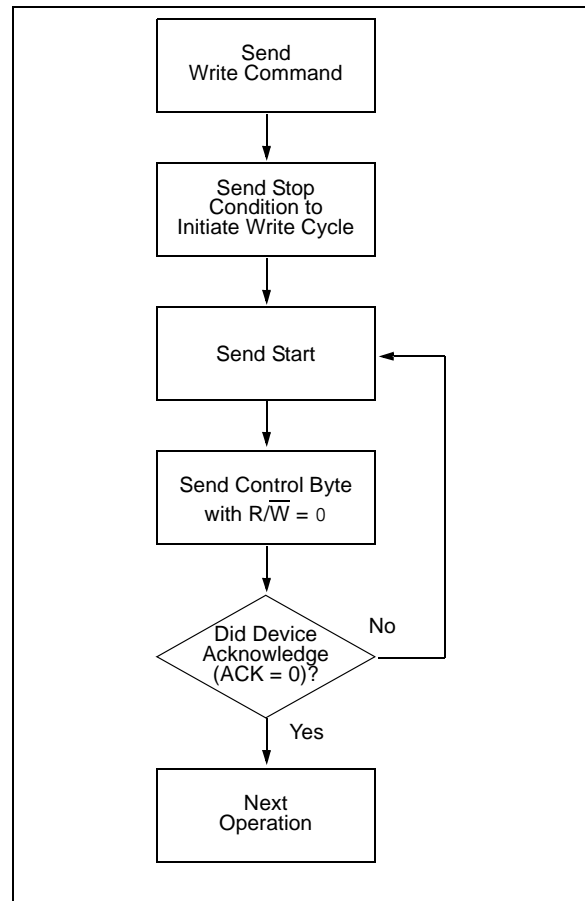 Send
Write Command
Send Stop
Condition to
Initiate Write Cycle
Send Start
Send Control Byte
with R/W̅ = 0
Did Device
Acknowledge
(ACK = 0)?
No
Yes
Next
Operation